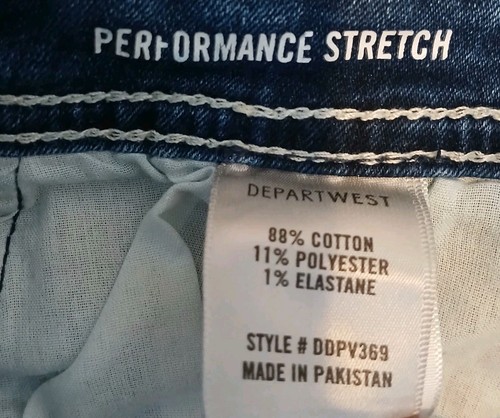 PERFORMANCE STRETCH
DEPARTWEST
88% COTTON
11% POLYESTER
1% ELASTANE
STYLE # DDPV369
MADE IN PAKISTAN